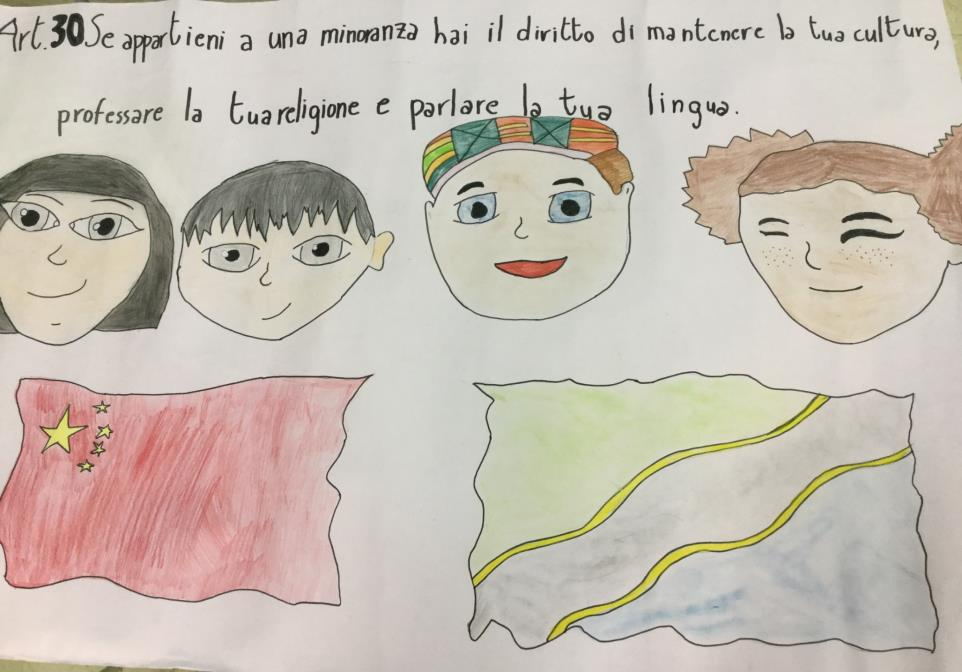 Art. 30 Se appartieni a una minoranza hai il diritto di mantenere la tua cultura,
professare la tua religione e parlare la tua lingua.